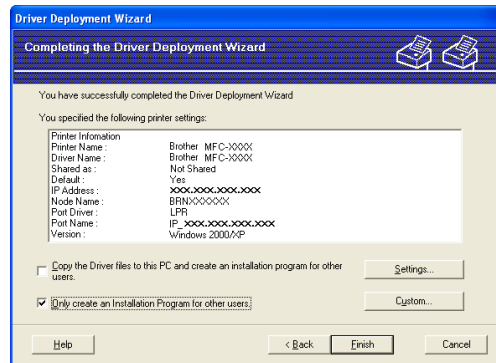 Driver Deployment Wizard
Completing the Driver Deployment Wizard
You have successfully completed the Driver Deployment Wizard
You specified the following printer settings:
Printer Infomation
Printer Name : Brother MFC-XXXX
Driver Name : Brother MFC-XXXX
Shared as : Not Shared
Default : Yes
IP Address : XXX.XXX.XXX.XXX
Node Name : BRNXXXXXX
Port Driver : LPR
Port Name : IP_XXX.XXX.XXX.XXX
Version : Windows 2000/XP
Copy the Driver files to this PC and create an installation program for other
users.
Settings...
Only create an Installation Program for other users.
Custom...
Help
< Back
Finish
Cancel